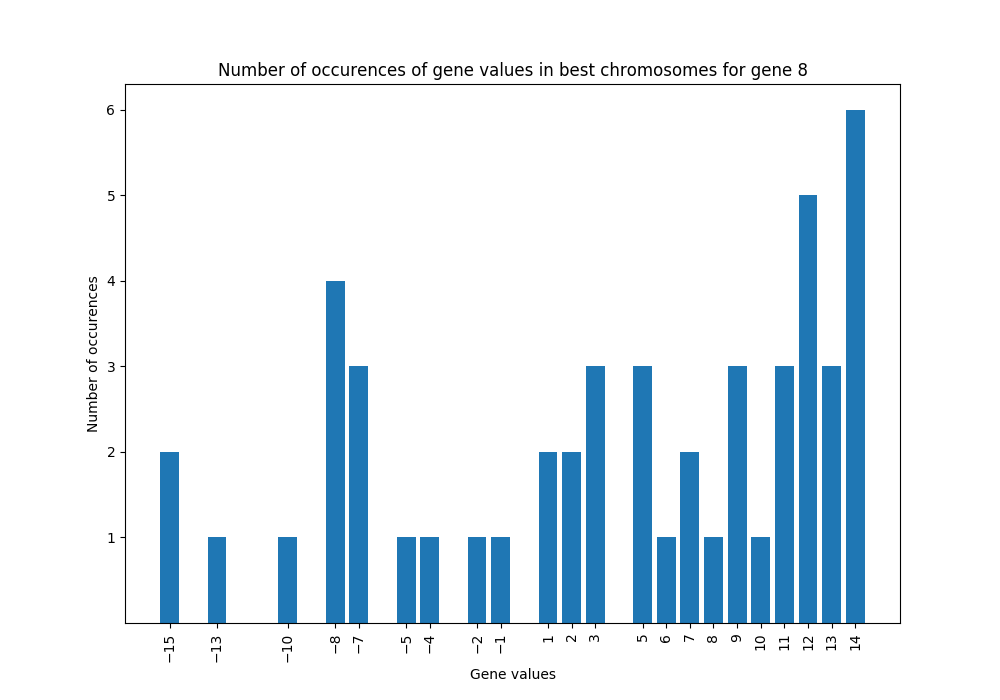 Number of occurences of gene values in best chromosomes for gene 8
Number of occurences
6
5
4
3
2
1
−15 −13 −10 −8 −7 −5 −4 −2 −1 1 2 3 5 6 7 8 9 10 11 12 13 14
Gene values